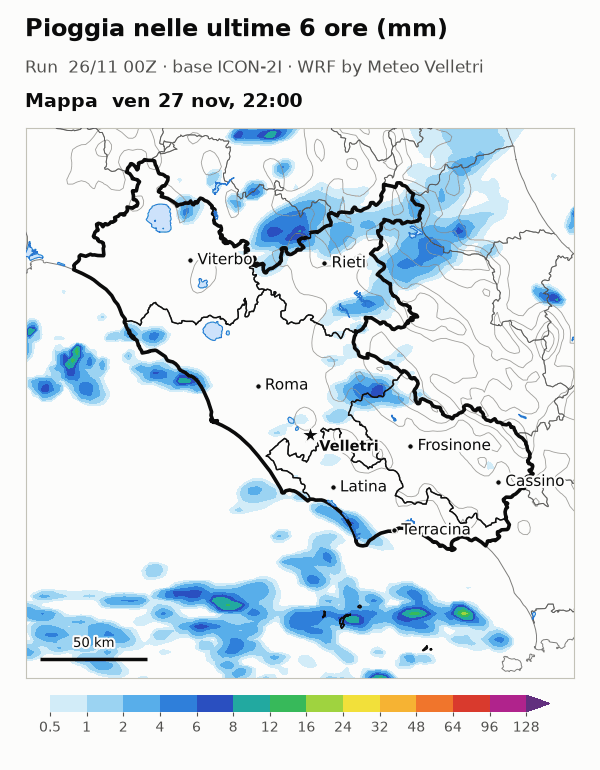 Pioggia nelle ultime 6 ore (mm)
Run  26/11 00Z · base ICON-2I · WRF by Meteo Velletri
Mappa  ven 27 nov, 22:00
Viterbo
Rieti
Roma
Velletri
Frosinone
Cassino
Latina
Terracina
50 km
0.5 1 2 4 6 8 12 16 24 32 48 64 96 128